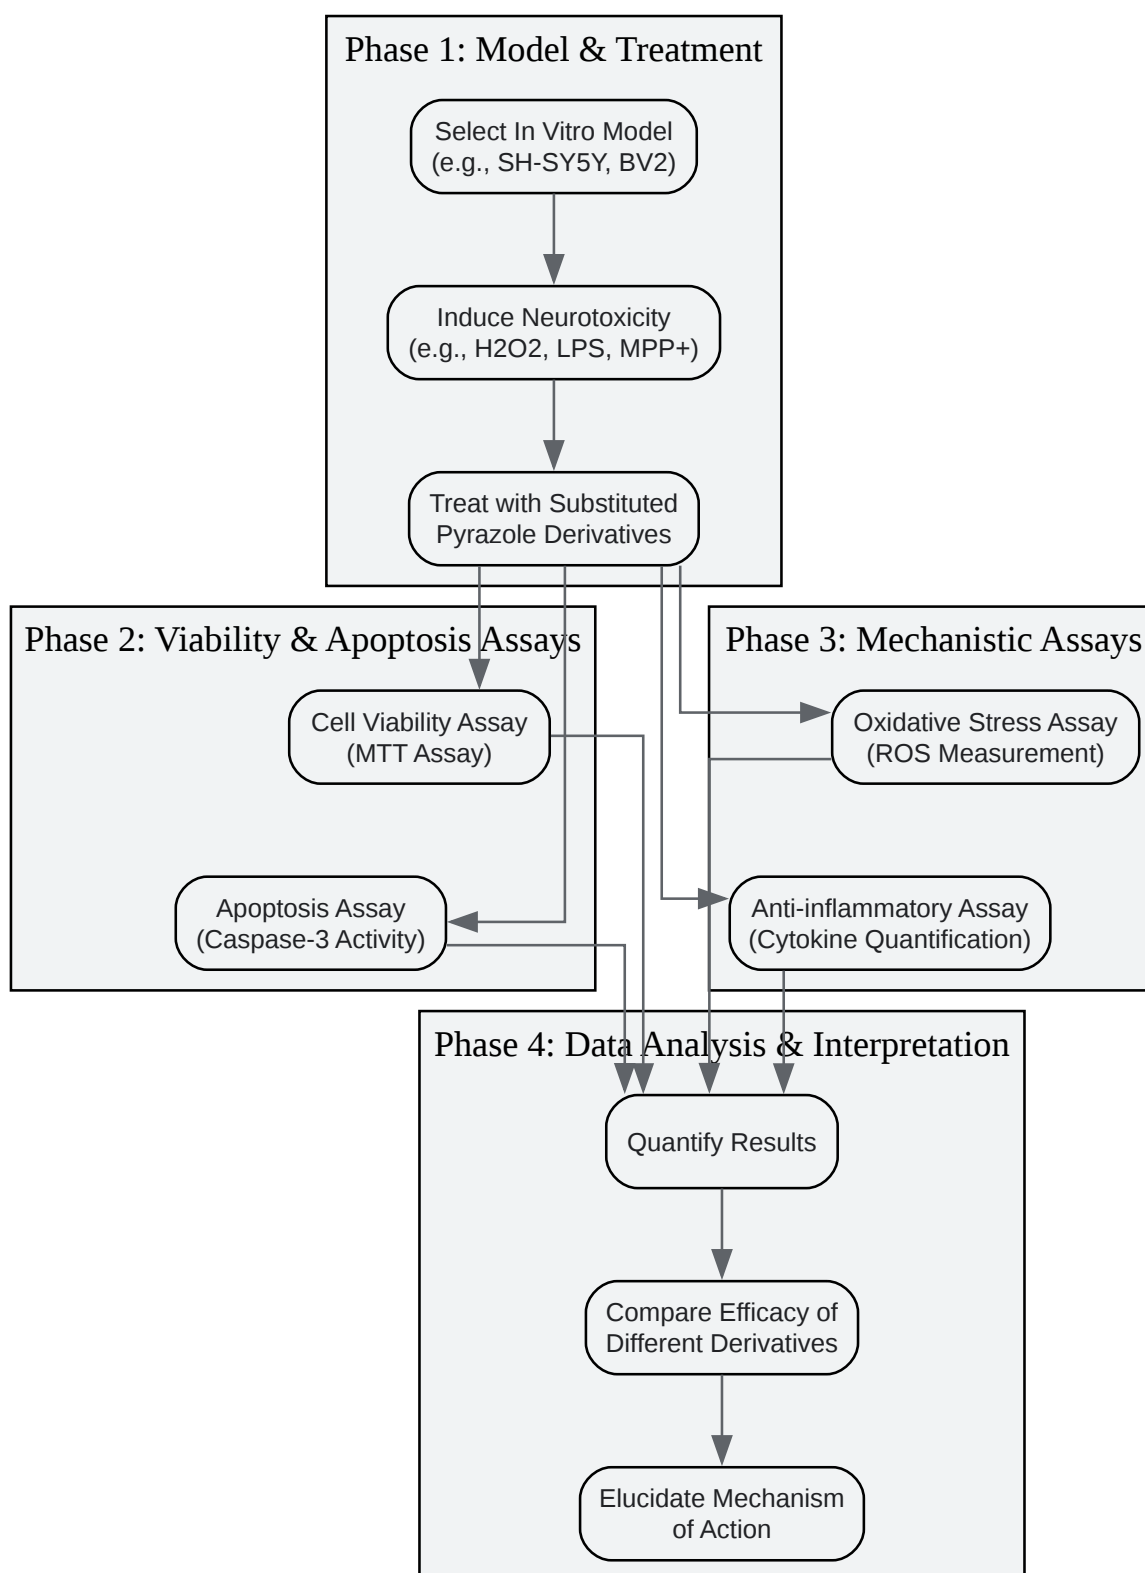 Phase 1: Model & Treatment
Select In Vitro Model
(e.g., SH-SY5Y, BV2)
Induce Neurotoxicity
(e.g., H2O2, LPS, MPP+)
Treat with Substituted
Pyrazole Derivatives
Phase 2: Viability & Apoptosis Assays
Cell Viability Assay
(MTT Assay)
Apoptosis Assay
(Caspase-3 Activity)
Phase 3: Mechanistic Assays
Oxidative Stress Assay
(ROS Measurement)
Anti-inflammatory Assay
(Cytokine Quantification)
Phase 4: Data Analysis & Interpretation
Quantify Results
Compare Efficacy of
Different Derivatives
Elucidate Mechanism
of Action